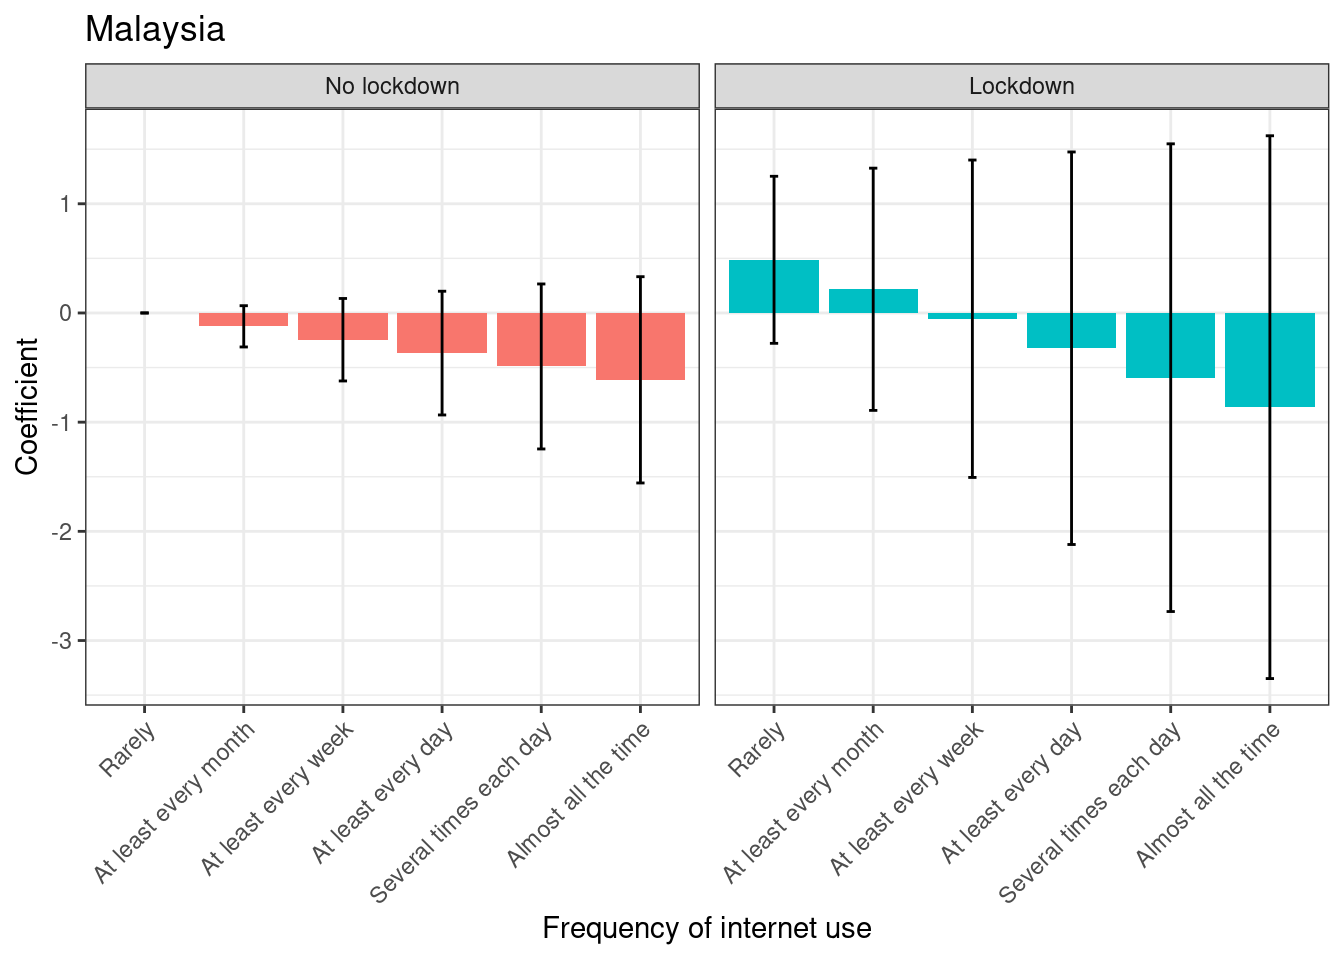 Malaysia
No lockdown
Lockdown
Coefficient
1
0
-1
-2
-3
Rarely
At least every month
At least every week
At least every day
Several times each day
Almost all the time
Rarely
At least every month
At least every week
At least every day
Several times each day
Almost all the time
Frequency of internet use